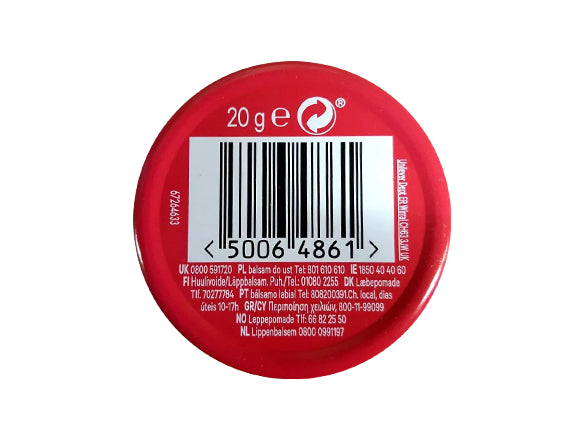 20 g ℮ ®
67264633
Unilever Dept ER Wirral CH63 3JW UK
<5006 4861>
UK 0800 591720 PL balsam do ust Tel: 801 610 610 IE 1850 40 40 60
FI Huulivoide/Läppbalsam. Puh./Tel: 01080 2255 DK Læbepomade
Tlf. 70277784 PT bálsamo labial Tel: 808200391.Ch. local, dias
úteis 10-17h GR/CY Περιποίηση χειλιών, 800-11-99099
NO Leppepomade Tlf: 66 82 25 50
NL Lippenbalsem 0800 0991197